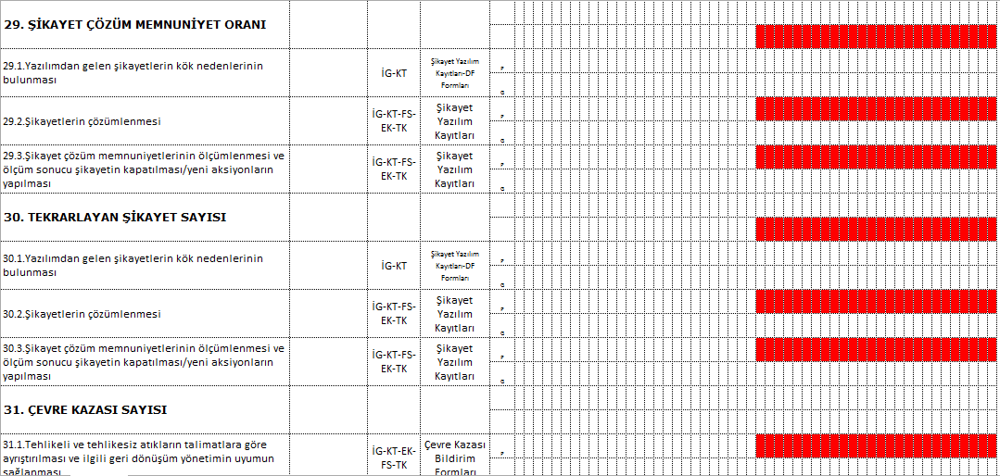 29. ŞİKAYET ÇÖZÜM MEMNUNİYET ORANI
29.1.Yazılımdan gelen şikayetlerin kök nedenlerinin
bulunması
İG-KT
Şikayet Yazılım
Kayıtları-DF
Formları
P
G
29.2.Şikayetlerin çözümlenmesi
İG-KT-FS-
EK-TK
Şikayet
Yazılım
Kayıtları
P
G
29.3.Şikayet çözüm memnuniyetlerinin ölçümlenmesi ve
ölçüm sonucu şikayetin kapatılması/yeni aksiyonların
yapılması
İG-KT-FS-
EK-TK
Şikayet
Yazılım
Kayıtları
P
G
30. TEKRARLAYAN ŞİKAYET SAYISI
30.1.Yazılımdan gelen şikayetlerin kök nedenlerinin
bulunması
İG-KT
Şikayet Yazılım
Kayıtları-DF
Formları
P
G
30.2.Şikayetlerin çözümlenmesi
İG-KT-FS-
EK-TK
Şikayet
Yazılım
Kayıtları
P
G
30.3.Şikayet çözüm memnuniyetlerinin ölçümlenmesi ve
ölçüm sonucu şikayetin kapatılması/yeni aksiyonların
yapılması
İG-KT-FS-
EK-TK
Şikayet
Yazılım
Kayıtları
P
G
31. ÇEVRE KAZASI SAYISI
31.1.Tehlikeli ve tehlikesiz atıkların talimatlara göre
ayrıştırılması ve ilgili geri dönüşüm yönetimin uyumun
sağlanması
İG-KT-EK-
FS-TK
Çevre Kazası
Bildirim
Formları
P